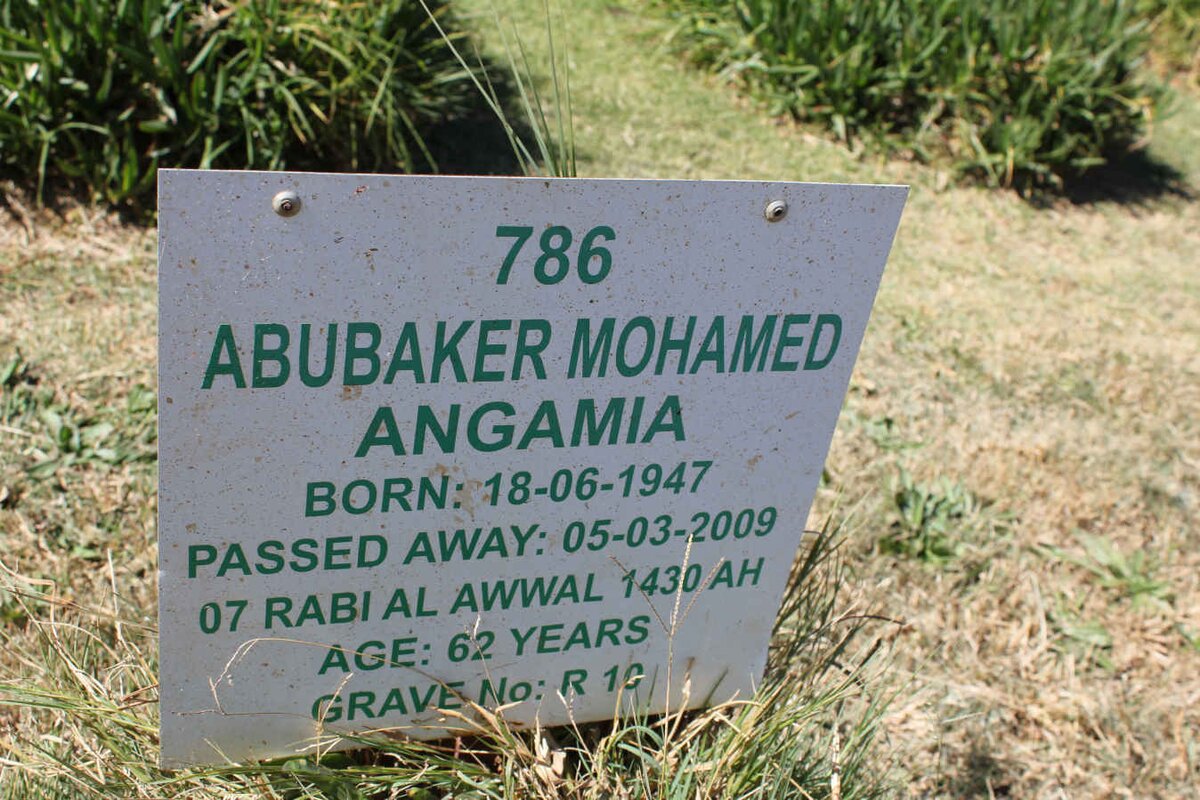 786
ABUBAKER MOHAMED
ANGAMIA
BORN: 18-06-1947
PASSED AWAY: 05-03-2009
07 RABI AL AWWAL 1430 AH
AGE: 62 YEARS
GRAVE No: R